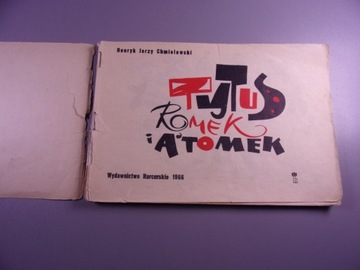 Henryk Jerzy Chmielewski
TYTUS
ROMEK
i A'TOMEK
Wydawnictwo Harcerskie 1966